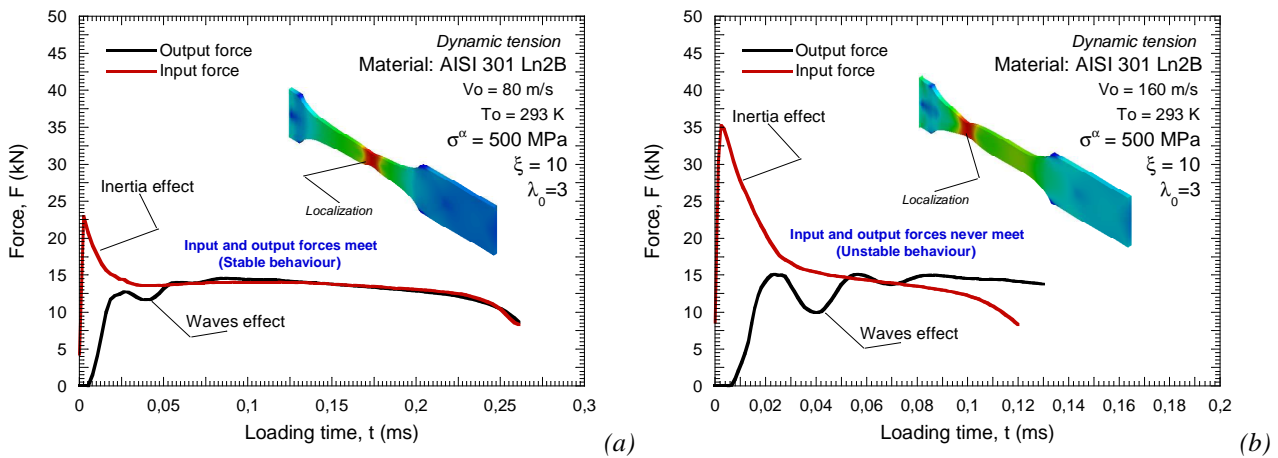 Dynamic tension
Output force
Input force
Material: AISI 301 Ln2B
Vo = 80 m/s
To = 293 K
σα = 500 MPa
ξ = 10
λ0=3
Inertia effect
Localization
Input and output forces meet
(Stable behaviour)
Waves effect
Force, F (kN)
50
45
40
35
30
25
20
15
10
5
0
0 0,05 0,1 0,15 0,2 0,25 0,3
Loading time, t (ms)
(a)
Dynamic tension
Output force
Input force
Material: AISI 301 Ln2B
Vo = 160 m/s
To = 293 K
σα = 500 MPa
ξ = 10
λ0=3
Inertia effect
Localization
Input and output forces never meet
(Unstable behaviour)
Waves effect
Force, F (kN)
50
45
40
35
30
25
20
15
10
5
0
0 0,02 0,04 0,06 0,08 0,1 0,12 0,14 0,16 0,18 0,2
Loading time, t (ms)
(b)